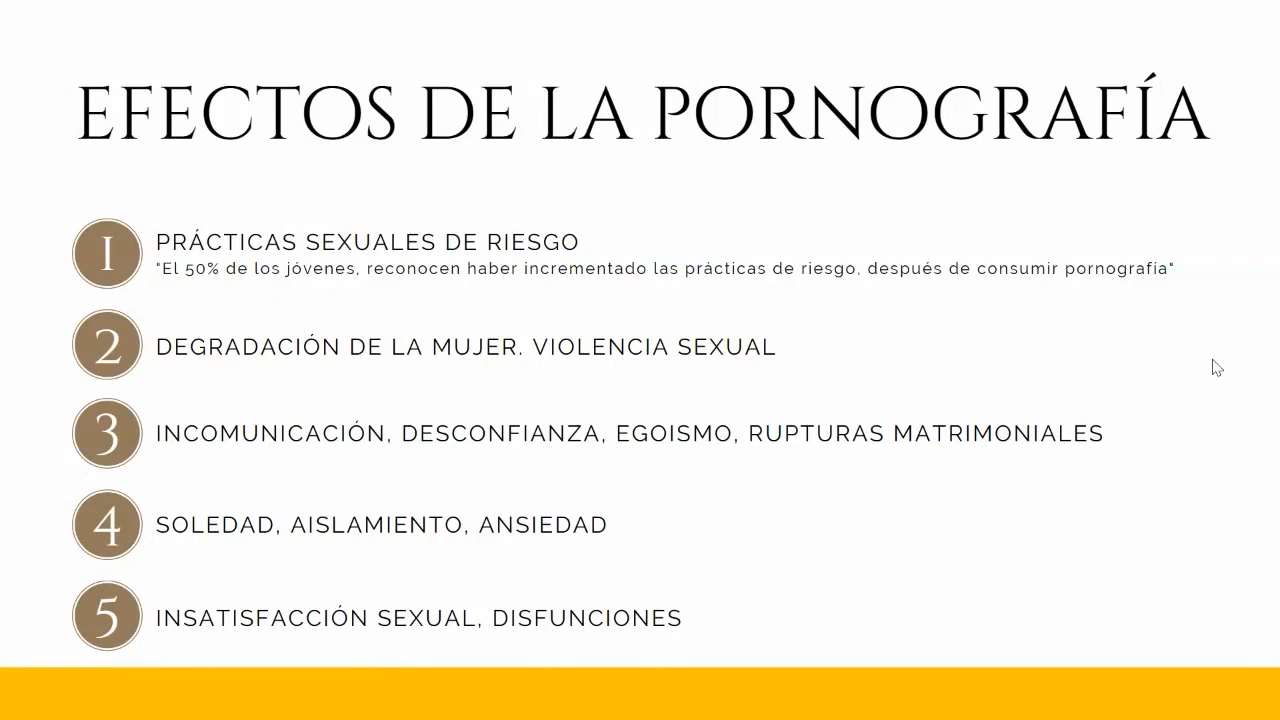 EFECTOS DE LA PORNOGRAFÍA
1 PRÁCTICAS SEXUALES DE RIESGO
"El 50% de los jóvenes, reconocen haber incrementado las prácticas de riesgo, después de consumir pornografía"
2 DEGRADACIÓN DE LA MUJER. VIOLENCIA SEXUAL
3 INCOMUNICACIÓN, DESCONFIANZA, EGOISMO, RUPTURAS MATRIMONIALES
4 SOLEDAD, AISLAMIENTO, ANSIEDAD
5 INSATISFACCIÓN SEXUAL, DISFUNCIONES